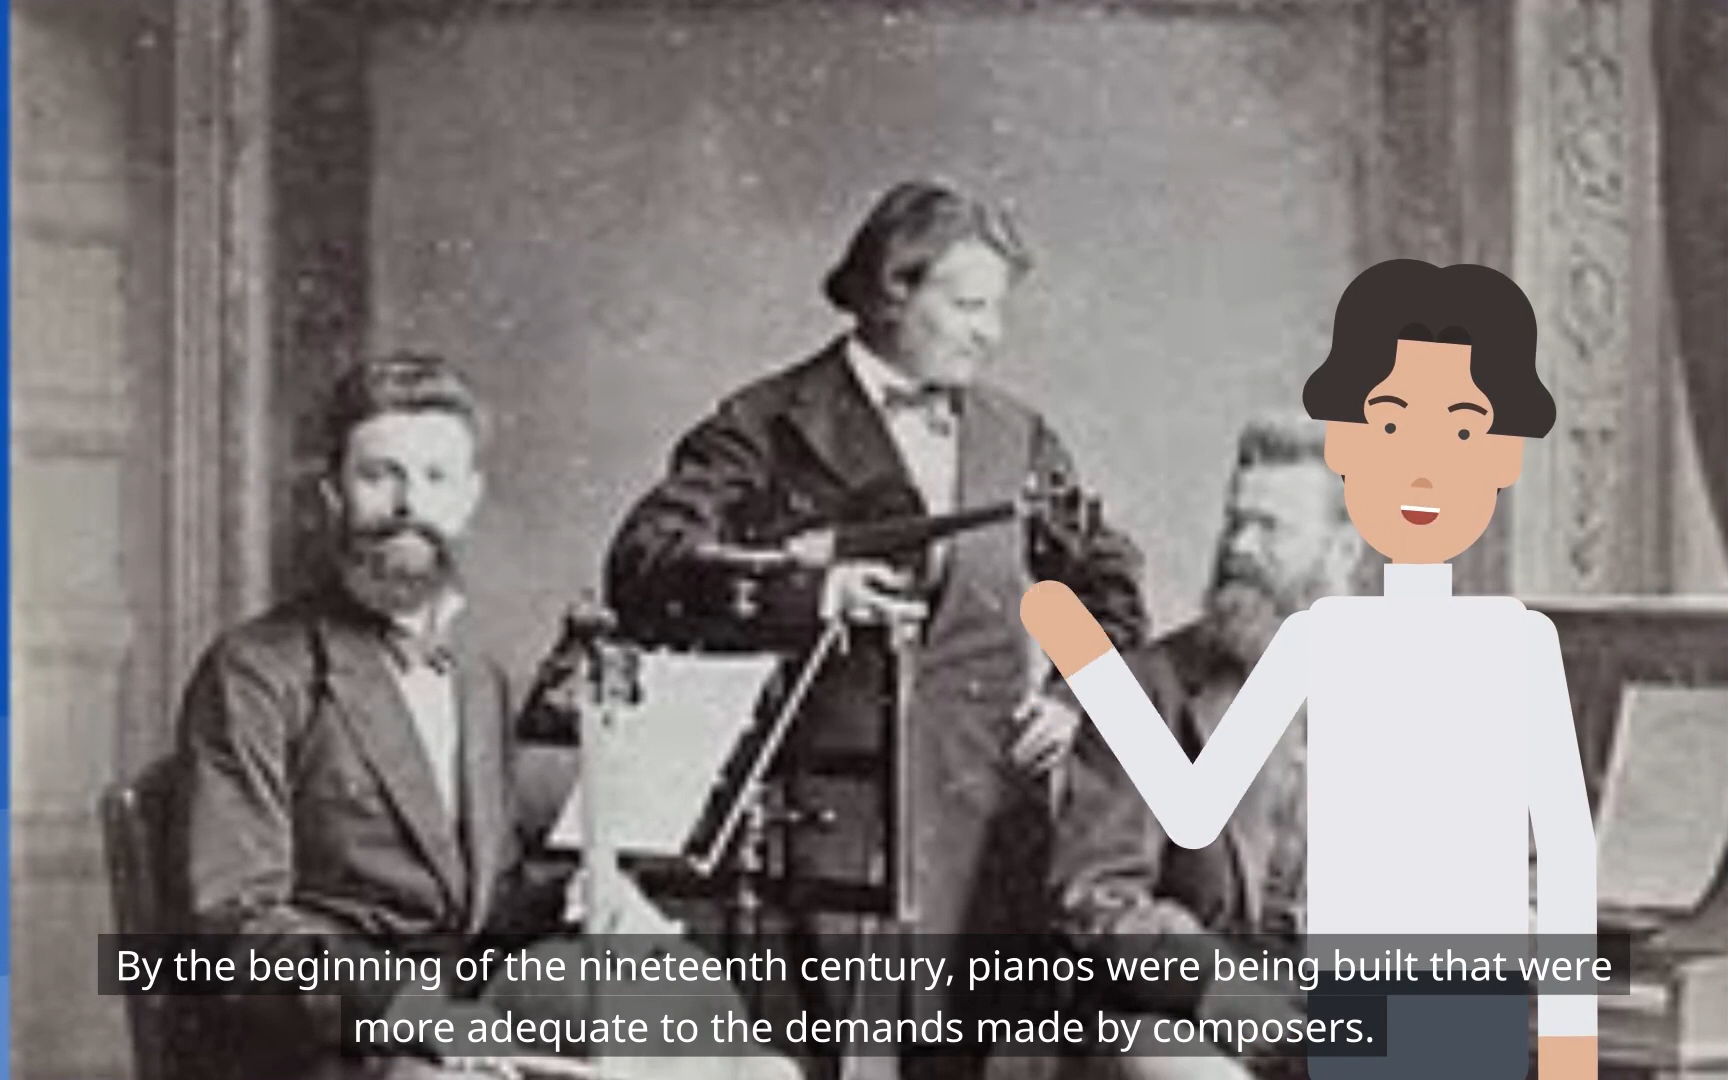 By the beginning of the nineteenth century, pianos were being built that were
more adequate to the demands made by composers.